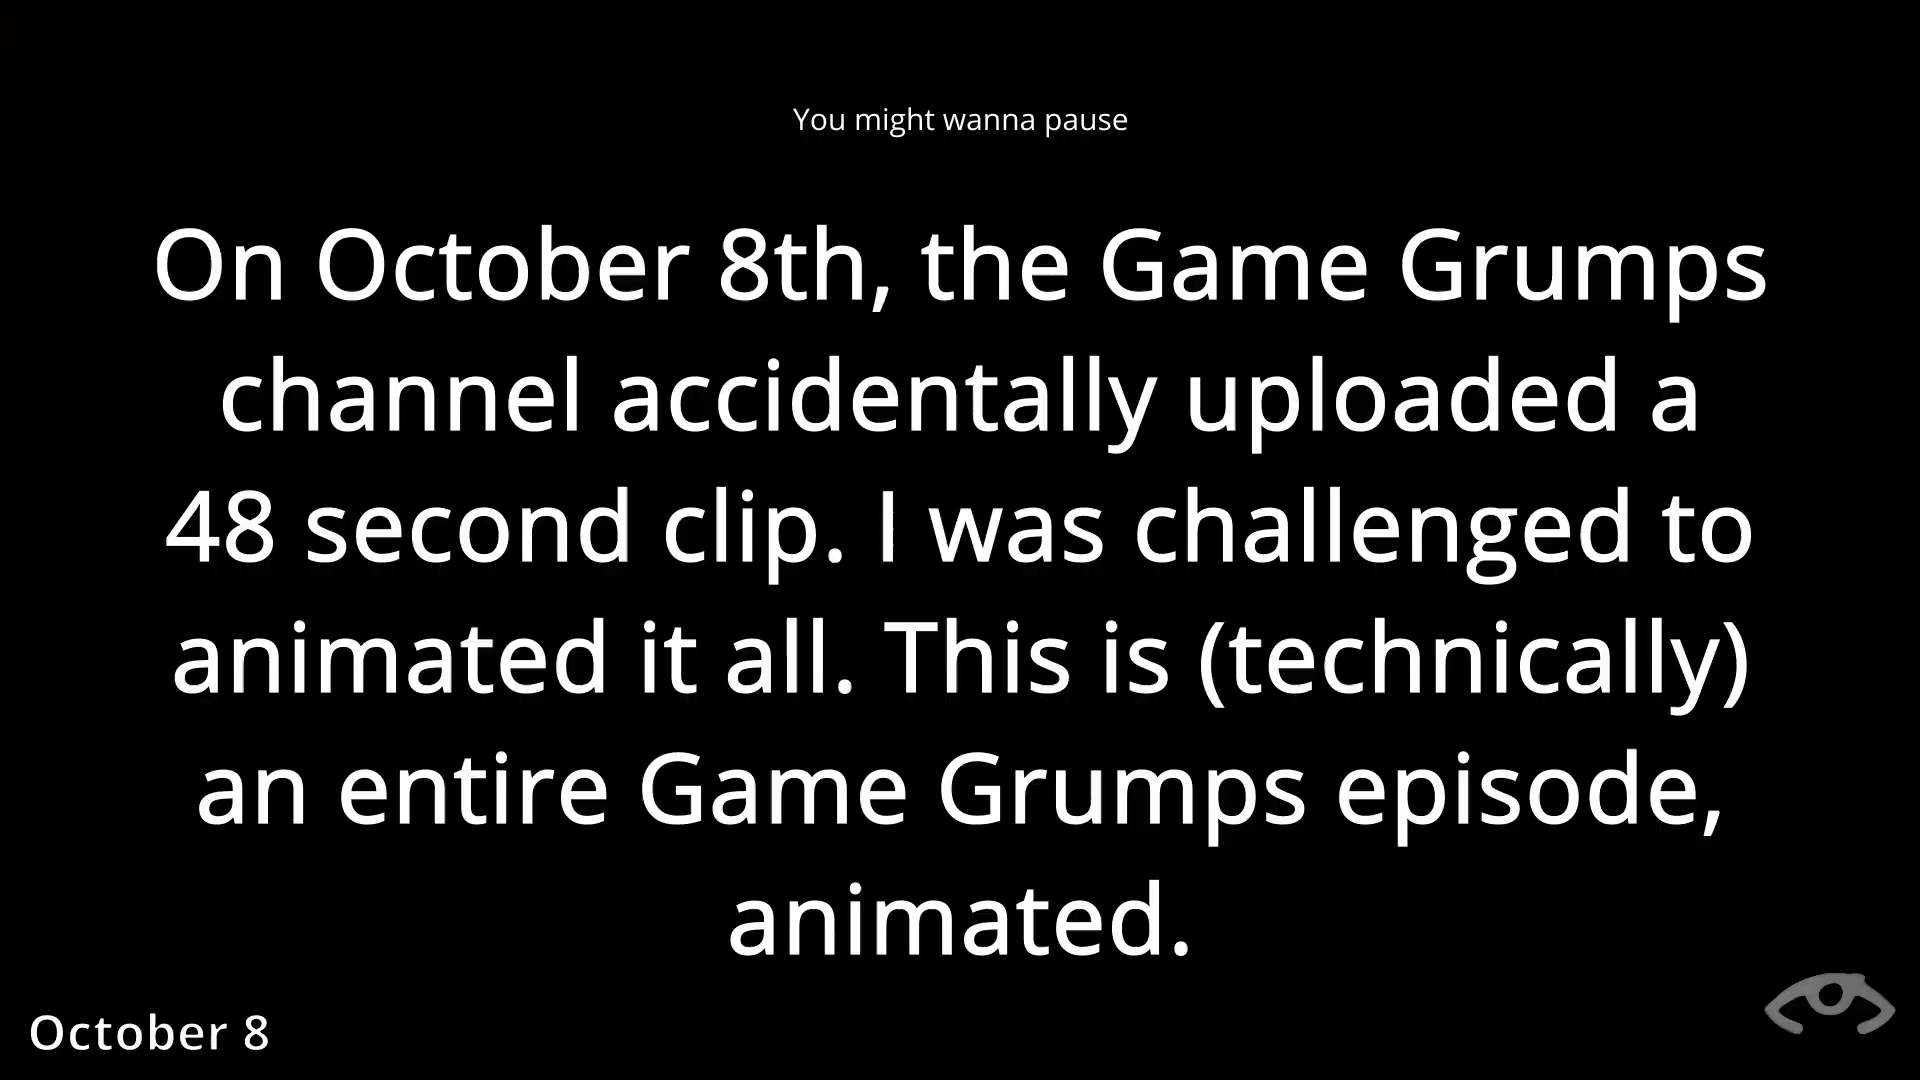 You might wanna pause
On October 8th, the Game Grumps
channel accidentally uploaded a
48 second clip. I was challenged to
animated it all. This is (technically)
an entire Game Grumps episode,
animated.
October 8